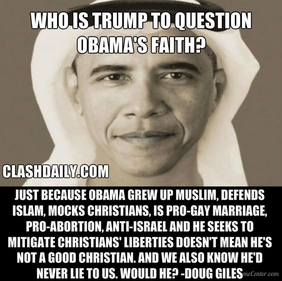 WHO IS TRUMP TO QUESTION
OBAMA'S FAITH?
CLASHDAILY.COM
JUST BECAUSE OBAMA GREW UP MUSLIM, DEFENDS
ISLAM, MOCKS CHRISTIANS, IS PRO-GAY MARRIAGE,
PRO-ABORTION, ANTI-ISRAEL AND HE SEEKS TO
MITIGATE CHRISTIANS' LIBERTIES DOESN'T MEAN HE'S
NOT A GOOD CHRISTIAN. AND WE ALSO KNOW HE'D
NEVER LIE TO US. WOULD HE? -DOUG GILES